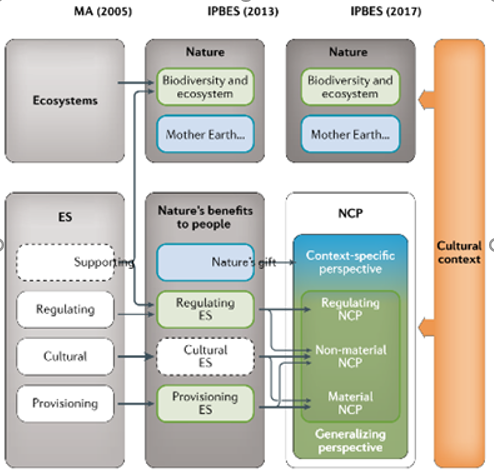 MA (2005)
IPBES (2013)
IPBES (2017)
Ecosystems
Nature
Biodiversity and
ecosystem
Mother Earth...
Nature
Biodiversity and
ecosystem
Mother Earth...
Cultural
context
ES
Supporting
Regulating
Cultural
Provisioning
Nature's benefits
to people
Nature's gift
Regulating
ES
Cultural
ES
Provisioning
ES
NCP
Context-specific
perspective
Regulating
NCP
Non-material
NCP
Material
NCP
Generalizing
perspective